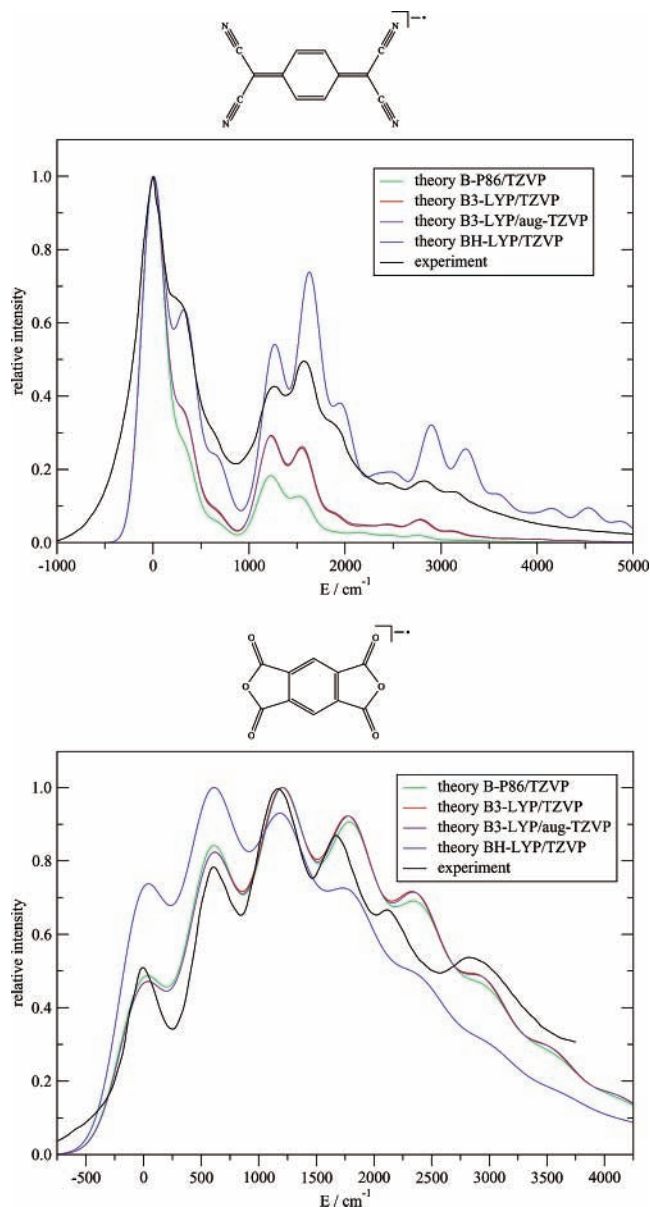 N N
C C
C C
N N
theory B-P86/TZVP
theory B3-LYP/TZVP
theory B3-LYP/aug-TZVP
theory BH-LYP/TZVP
experiment
relative intensity
1.0
0.8
0.6
0.4
0.2
0.0
-1000 0 1000 2000 3000 4000 5000
E / cm-1
O O
O O
O O
theory B-P86/TZVP
theory B3-LYP/TZVP
theory B3-LYP/aug-TZVP
theory BH-LYP/TZVP
experiment
relative intensity
1.0
0.8
0.6
0.4
0.2
0.0
-500 0 500 1000 1500 2000 2500 3000 3500 4000
E / cm-1